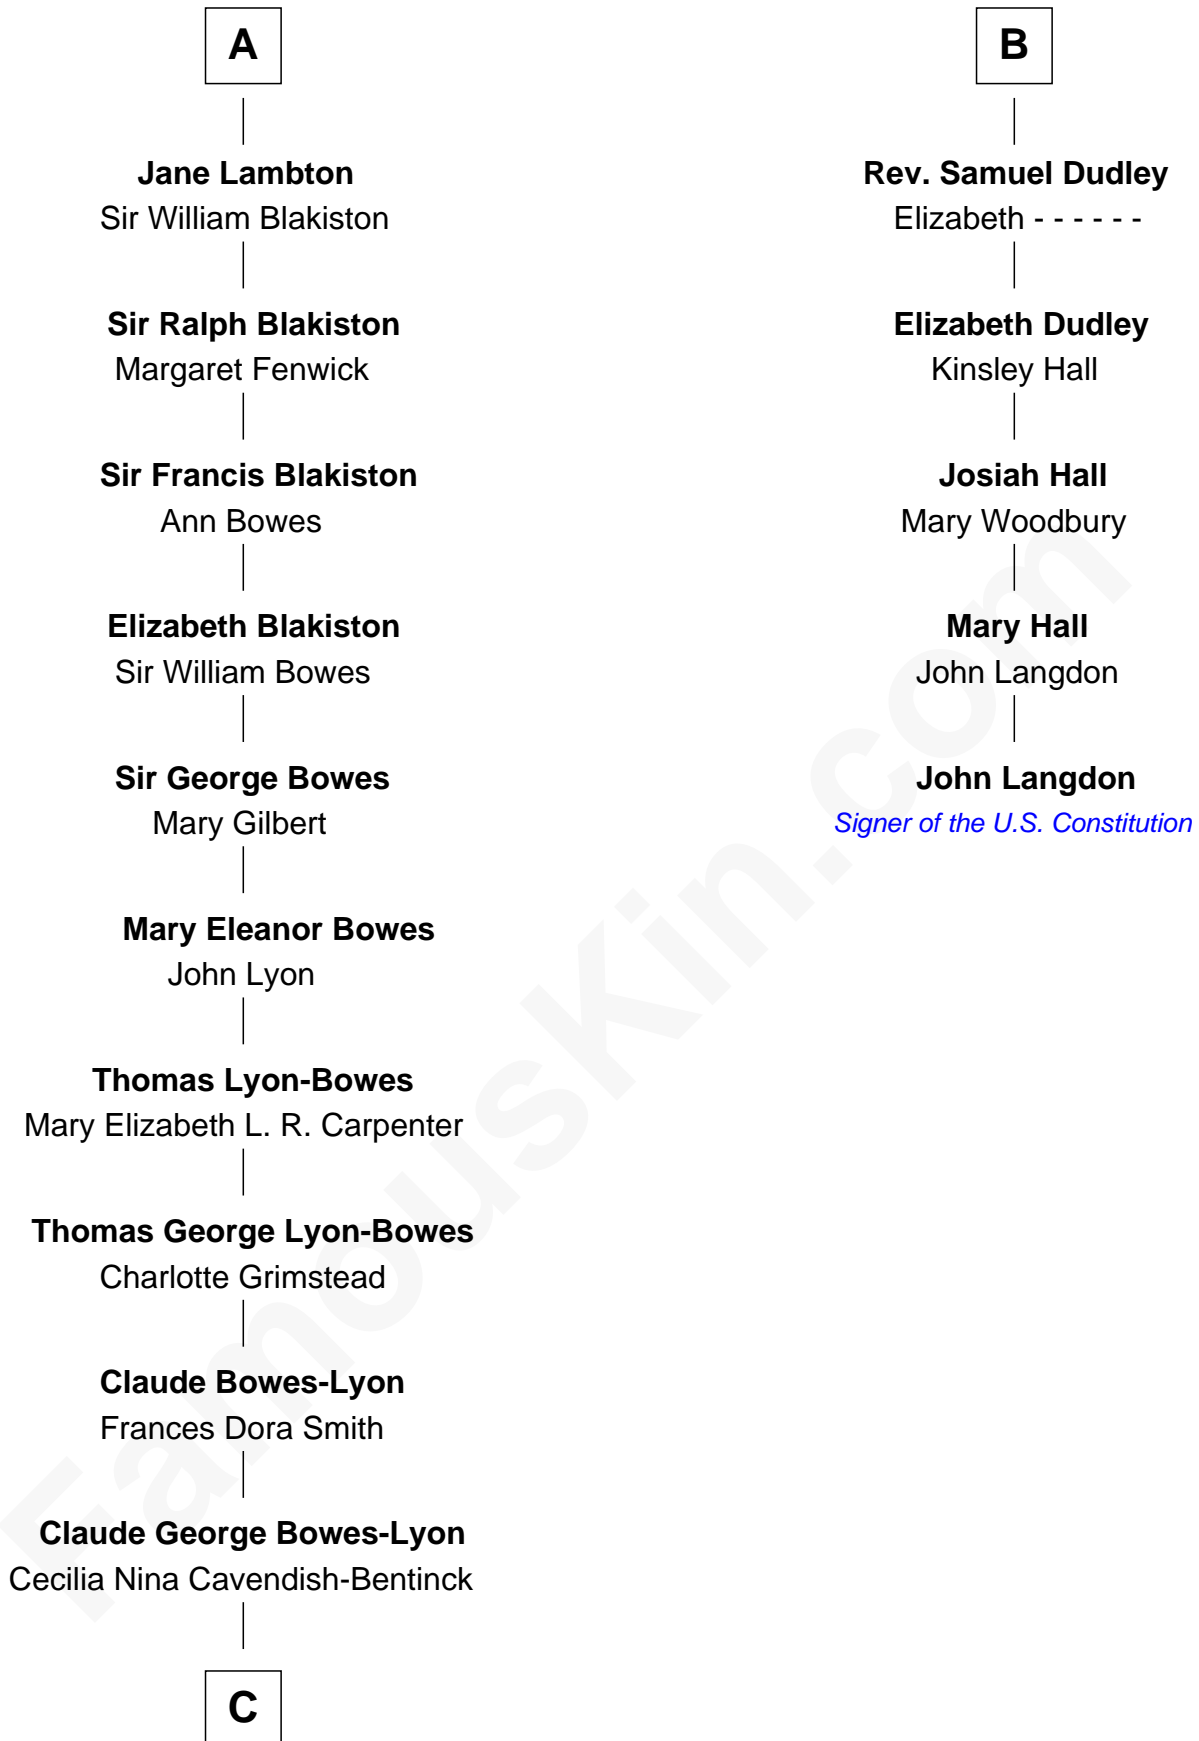 A
Jane Lambton
Sir William Blakiston
Sir Ralph Blakiston
Margaret Fenwick
Sir Francis Blakiston
Ann Bowes
Elizabeth Blakiston
Sir William Bowes
Sir George Bowes
Mary Gilbert
Mary Eleanor Bowes
John Lyon
Thomas Lyon-Bowes
Mary Elizabeth L. R. Carpenter
Thomas George Lyon-Bowes
Charlotte Grimstead
Claude Bowes-Lyon
Frances Dora Smith
Claude George Bowes-Lyon
Cecilia Nina Cavendish-Bentinck
C
B
Rev. Samuel Dudley
Elizabeth - - - - - -
Elizabeth Dudley
Kinsley Hall
Josiah Hall
Mary Woodbury
Mary Hall
John Langdon
John Langdon
Signer of the U.S. Constitution
FamousKin.com